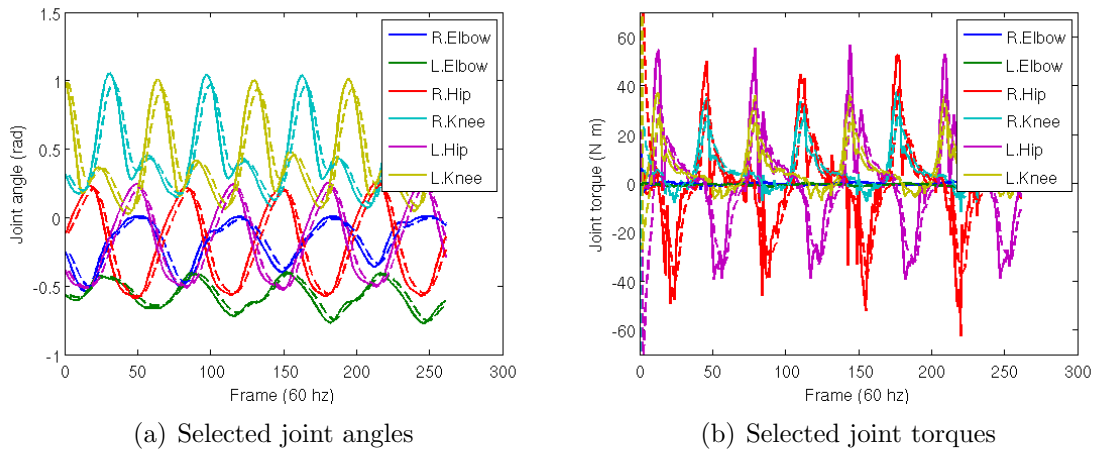 1.5
1
0.5
0
-0.5
-1
0 50 100 150 200 250 300
Joint angle (rad)
Frame (60 hz)
R.Elbow
L.Elbow
R.Hip
R.Knee
L.Hip
L.Knee
(a) Selected joint angles
60
40
20
0
-20
-40
-60
0 50 100 150 200 250 300
Joint torque (N m)
Frame (60 hz)
R.Elbow
L.Elbow
R.Hip
R.Knee
L.Hip
L.Knee
(b) Selected joint torques